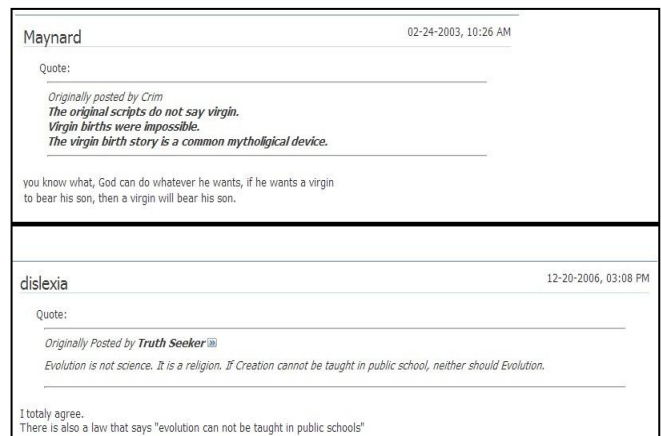 Maynard 02-24-2003, 10:26 AM
Quote:
Originally posted by Crim
The original scripts do not say virgin.
Virgin births were impossible.
The virgin birth story is a common mytholigical device.
you know what, God can do whatever he wants, if he wants a virgin
to bear his son, then a virgin will bear his son.
dislexia 12-20-2006, 03:08 PM
Quote:
Originally Posted by Truth Seeker
Evolution is not science. It is a religion. If Creation cannot be taught in public school, neither should Evolution.
I totaly agree.
There is also a law that says "evolution can not be taught in public schools"